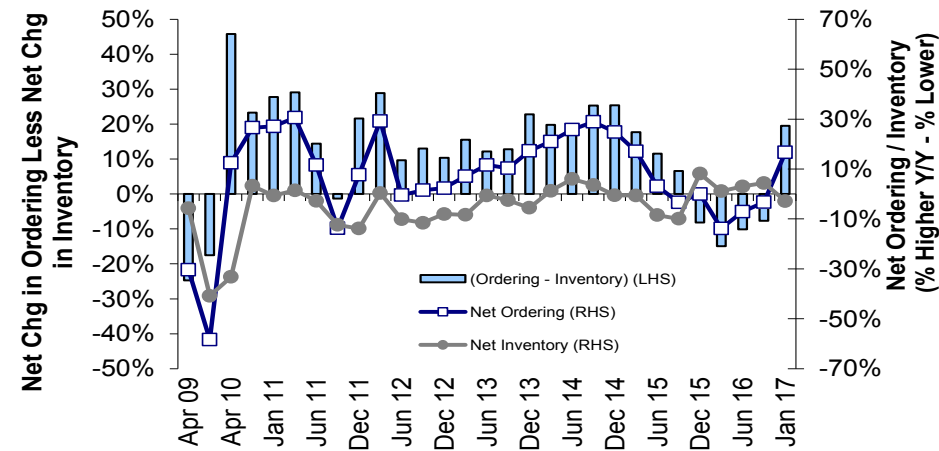 Net Chg in Ordering Less Net Chg
in Inventory
50%
40%
30%
20%
10%
0%
-10%
-20%
-30%
-40%
-50%
(Ordering - Inventory) (LHS)
Net Ordering (RHS)
Net Inventory (RHS)
70%
50%
30%
10%
-10%
-30%
-50%
-70%
Net Ordering / Inventory
(% Higher Y/Y - % Lower)
Apr 09
Apr 10
Jan 11
Jun 11
Dec 11
Jun 12
Dec 12
Jun 13
Dec 13
Jun 14
Dec 14
Jun 15
Dec 15
Jun 16
Jan 17